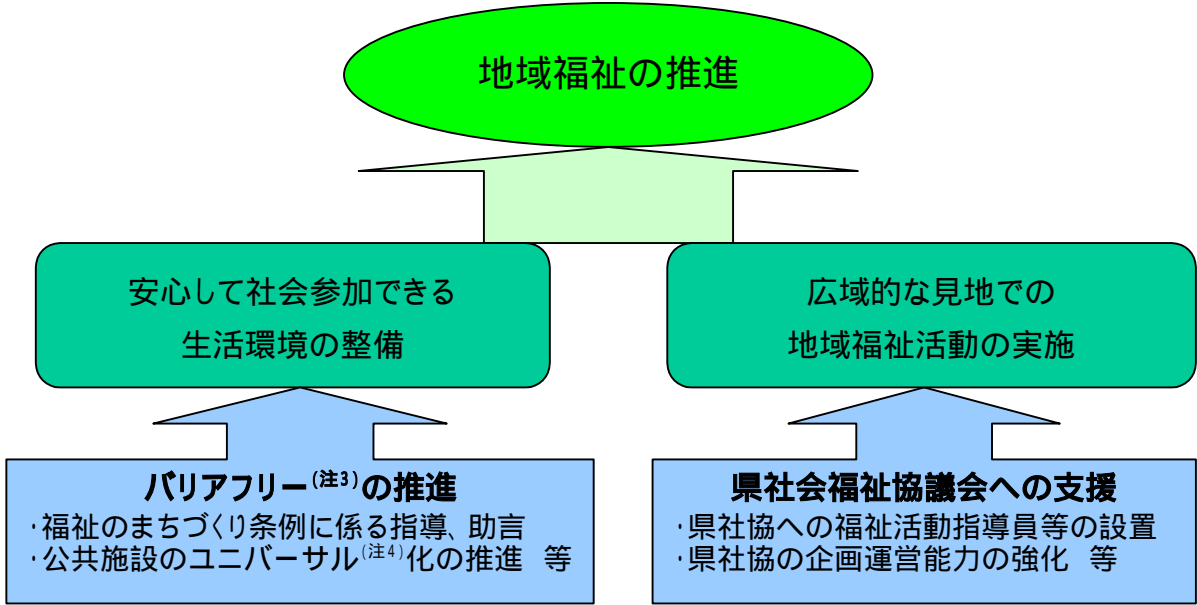 地域福祉の推進
安心して社会参加できる
生活環境の整備
広域的な見地での
地域福祉活動の実施
バリアフリー(注3)の推進
・福祉のまちづくり条例に係る指導、助言
・公共施設のユニバーサル(注4)化の推進　等
県社会福祉協議会への支援
・県社協への福祉活動指導員等の設置
・県社協の企画運営能力の強化　等